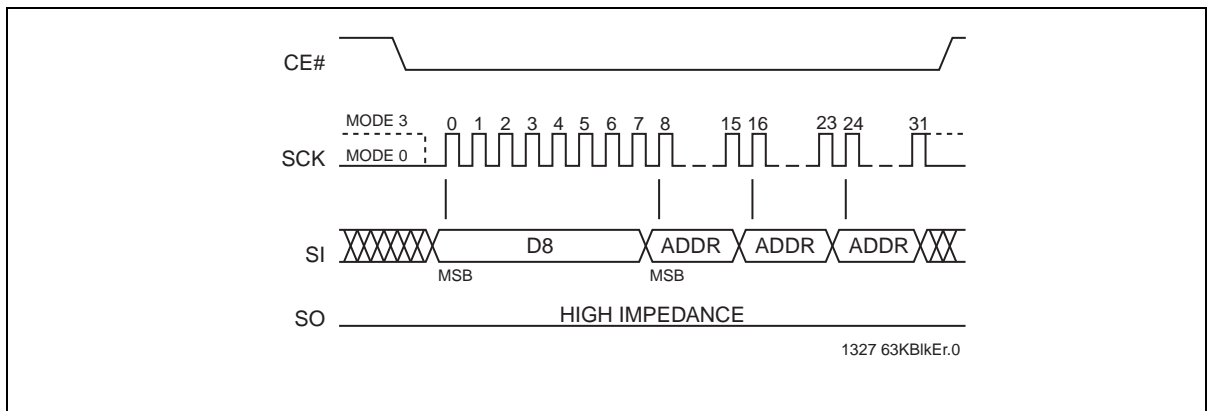 CE#
MODE 3
0 1 2 3 4 5 6 7 8 15 16 23 24 31
SCK MODE 0
SI D8 ADDR ADDR ADDR
MSB MSB
SO HIGH IMPEDANCE
1327 63KBlkEr.0